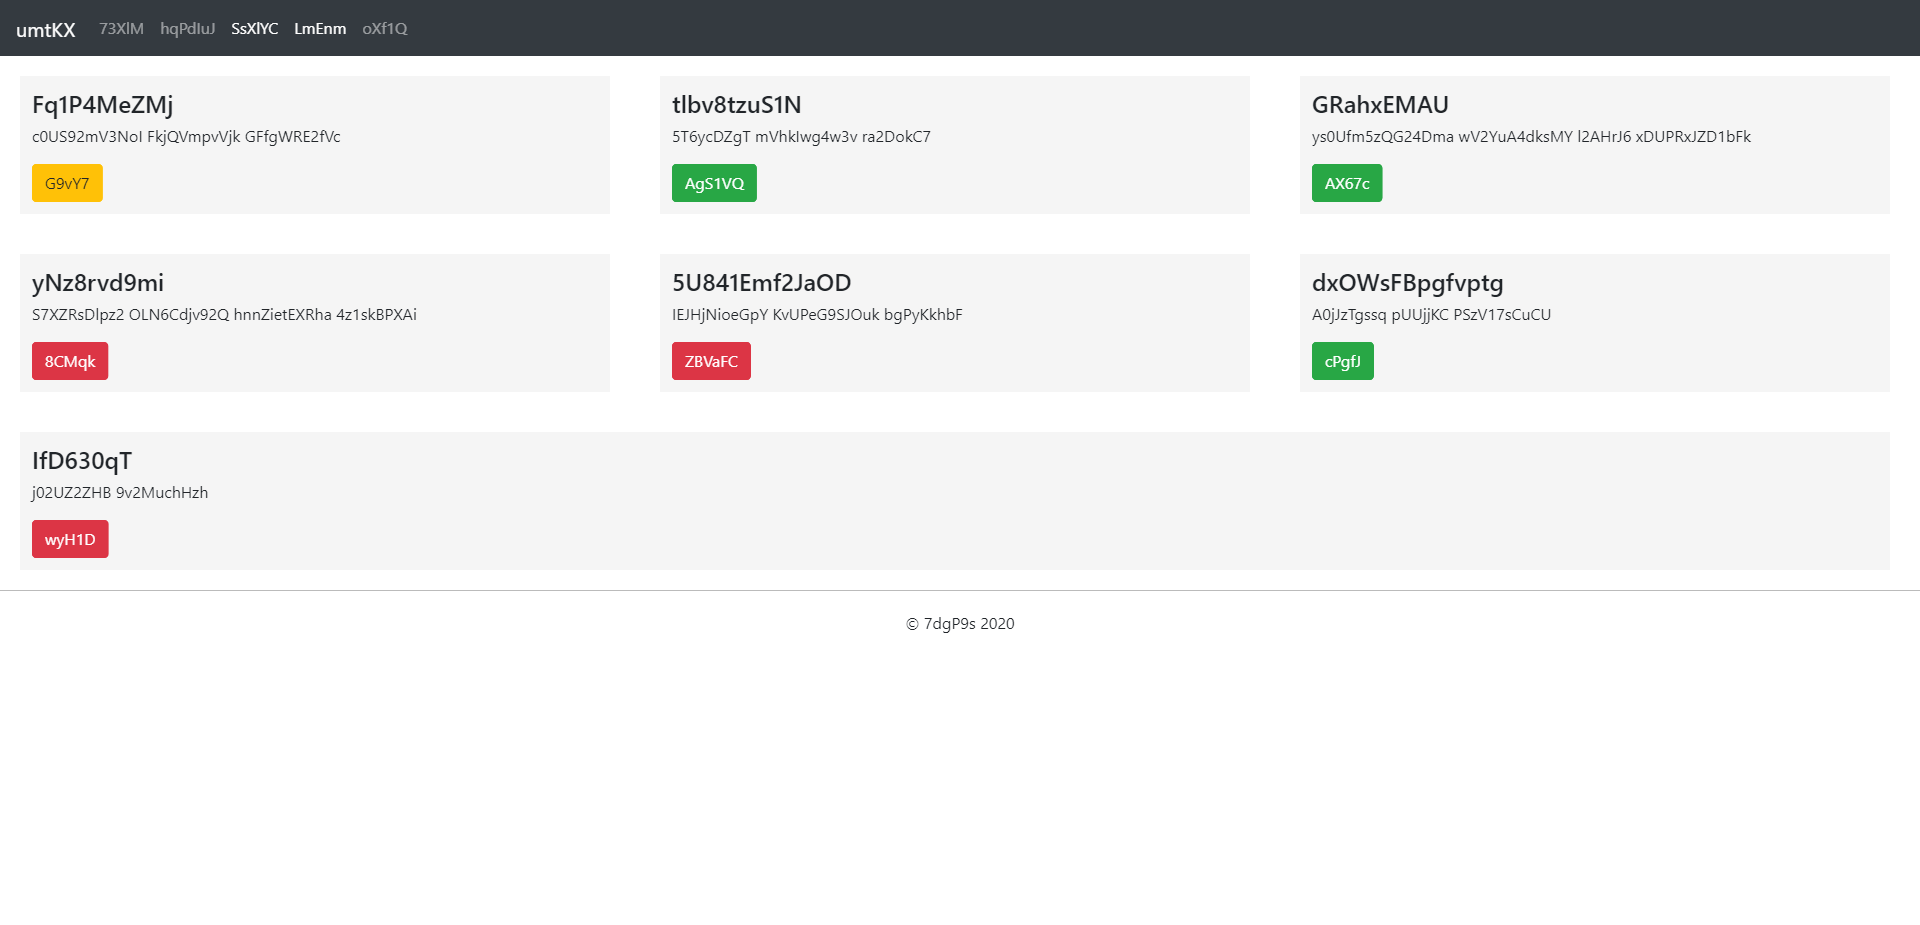 umtKX 73XlM hqPdIuJ SsXlYC LmEnm oXf1Q
Fq1P4MeZMj
c0US92mV3NoI FkjQVmpvVjk GFfgWRE2fVc
G9vY7
tlbv8tzuS1N
5T6ycDZgT mVhkIwg4w3v ra2DokC7
AgS1VQ
GRahxEMAU
ys0Ufm5zQG24Dma wV2YuA4dksMY l2AHrJ6 xDUPRxJZD1bFk
AX67c
yNz8rvd9mi
S7XZRsDlpz2 OLN6Cdjv92Q hnnZietEXRha 4z1skBPXAi
8CMqk
5U841Emf2JaOD
IEJHjNioeGpY KvUPeG9SJOuk bgPyKkhbF
ZBVaFC
dxOWsFBpgfvptg
A0jJzTgssq pUUjjKC PSzV17sCuCU
cPgfJ
IfD630qT
j02UZ2ZHB 9v2MuchHzh
wyH1D
© 7dgP9s 2020